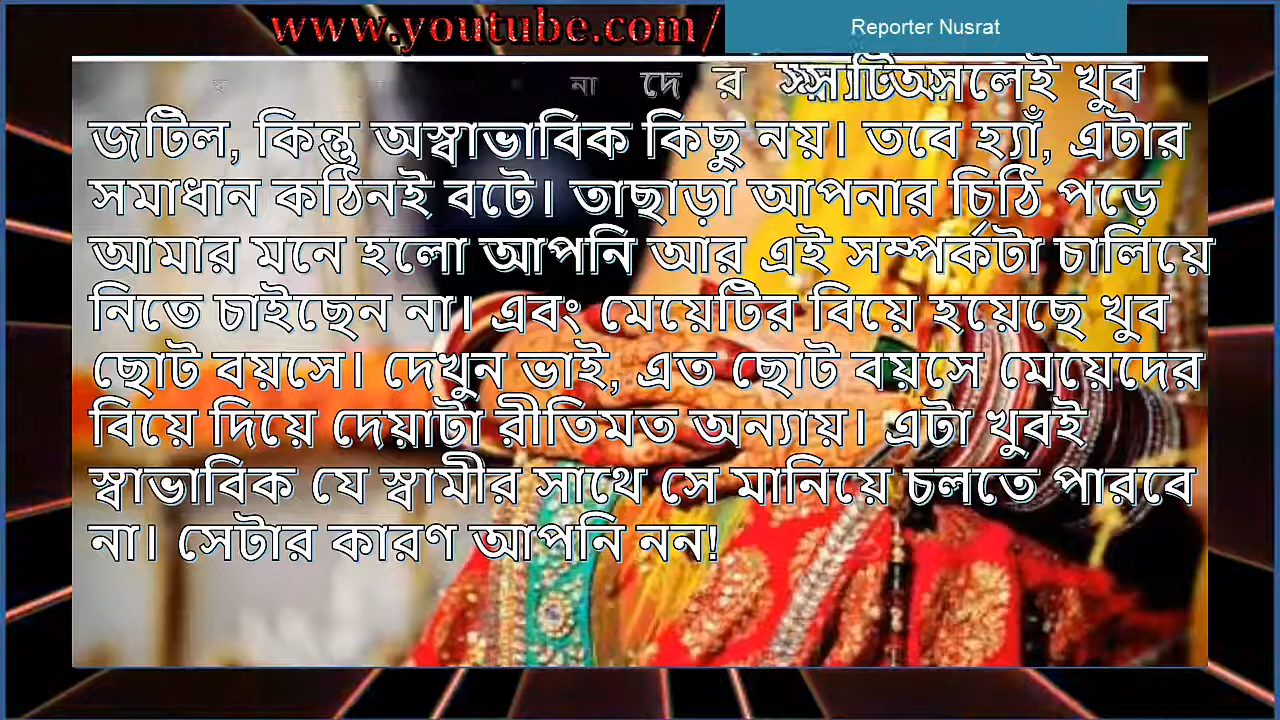 www.youtube.com/
Reporter Nusrat
না দে র খুব
জটিল, কিন্তু অস্বাভাবিক কিছু নয়। তবে হ্যাঁ, এটার
সমাধান কঠিনই বটে। তাছাড়া আপনার চিঠি পড়ে
আমার মনে হলো আপনি আর এই সম্পর্কটা চালিয়ে
নিতে চাইছেন না। এবং মেয়েটির বিয়ে হয়েছে খুব
ছোট বয়সে। দেখুন ভাই, এত ছোট বয়সে মেয়েদের
বিয়ে দিয়ে দেয়াটা রীতিমত অন্যায়। এটা খুবই
স্বাভাবিক যে স্বামীর সাথে সে মানিয়ে চলতে পারবে
না। সেটার কারণ আপনি নন!